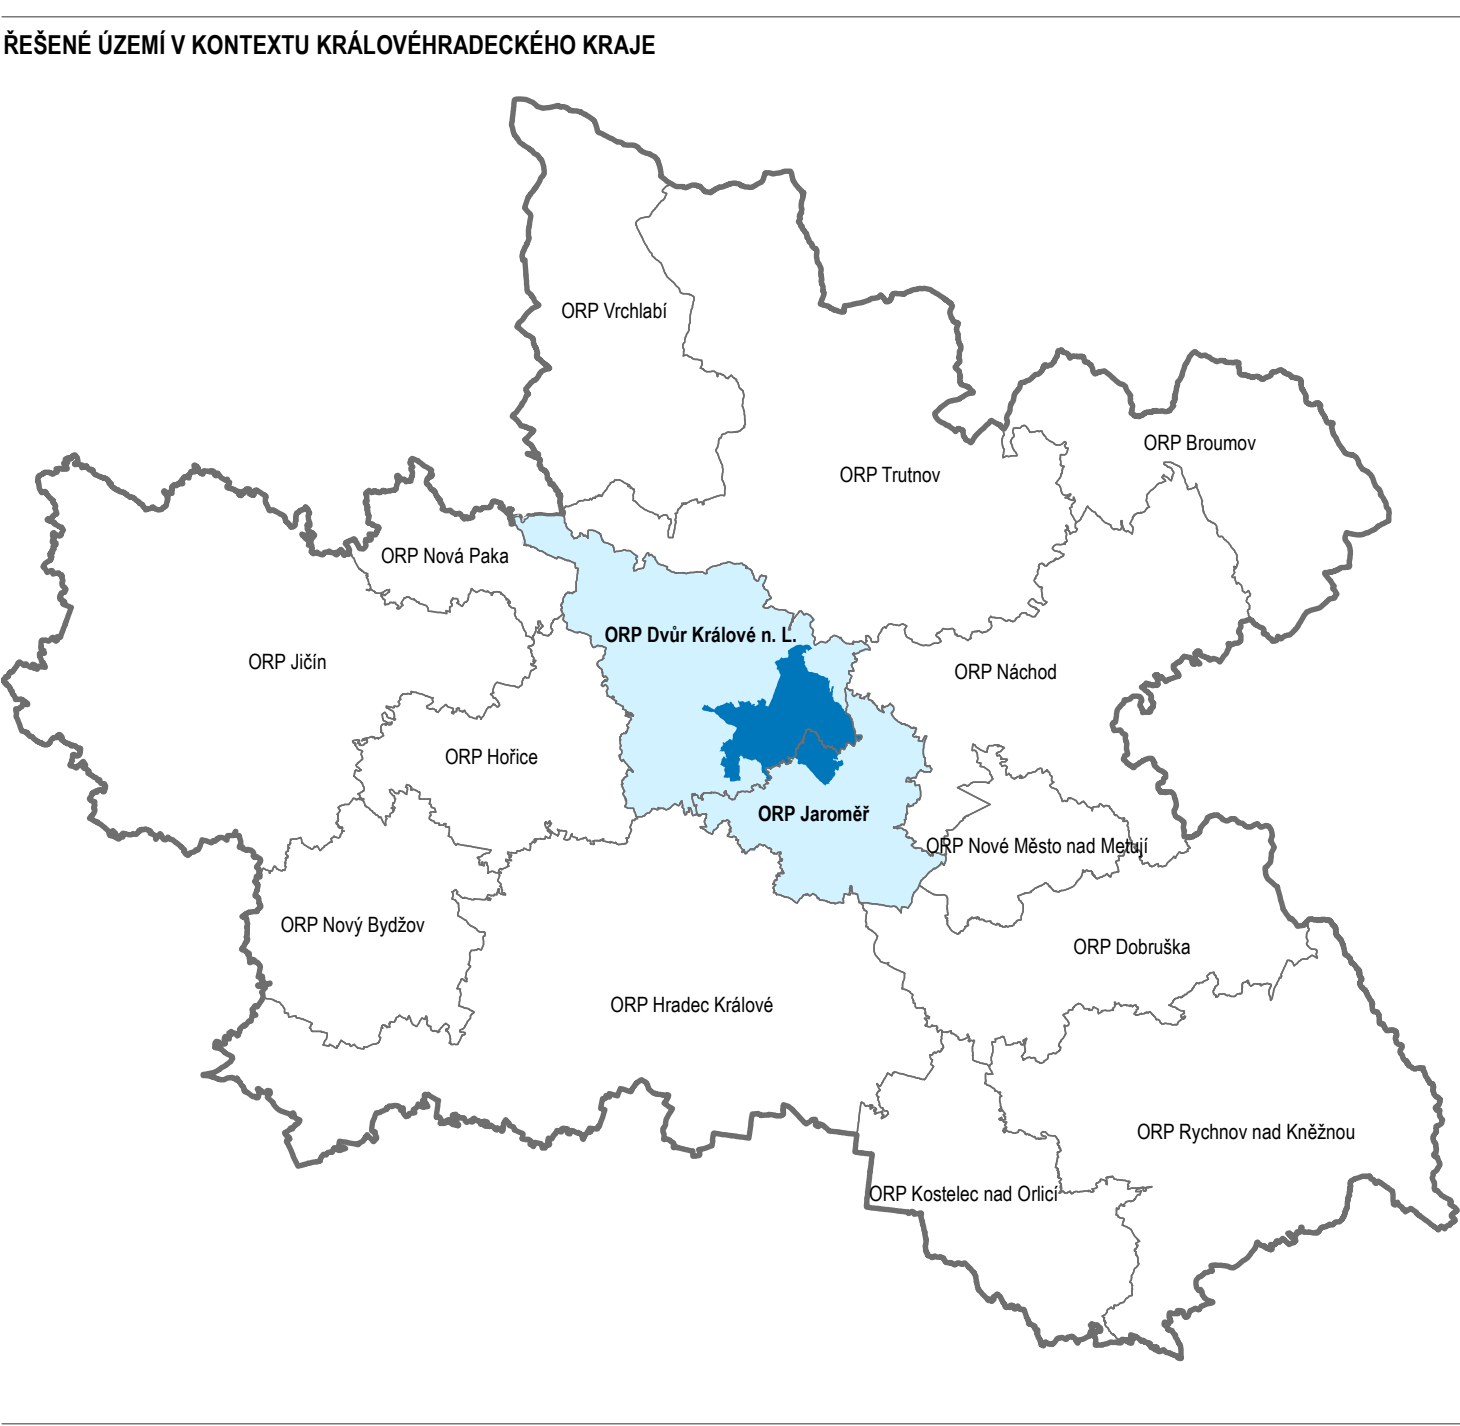 ŘEŠENÉ ÚZEMÍ V KONTEXTU KRÁLOVÉHRADECKÉHO KRAJE
ORP Vrchlabí
ORP Broumov
ORP Trutnov
ORP Nová Paka
ORP Dvůr Králové n. L.
ORP Jičín
ORP Náchod
ORP Hořice
ORP Jaroměř
ORP Nové Město nad Metují
ORP Nový Bydžov
ORP Dobruška
ORP Hradec Králové
ORP Rychnov nad Kněžnou
ORP Kostelec nad Orlicí